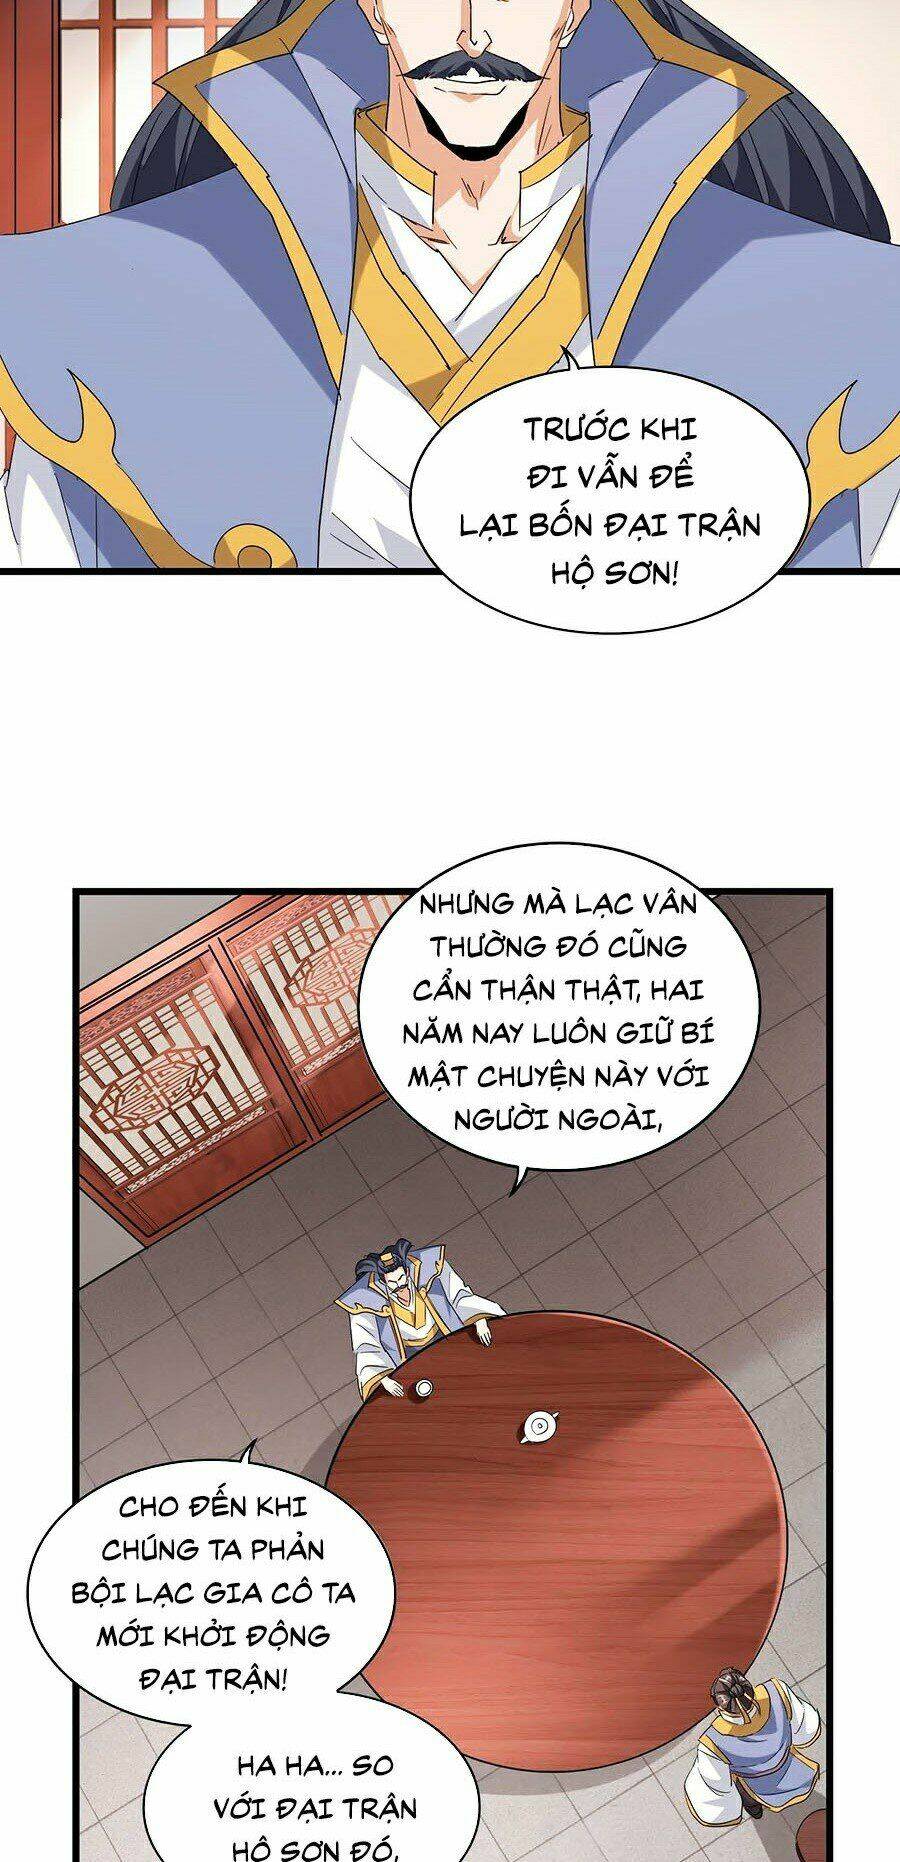 TRƯỚC KHI
ĐI VẪN ĐỂ
LẠI BỐN ĐẠI TRẬN
HỘ SƠN!
NHƯNG MÀ LẠC VÂN
THƯỜNG ĐÓ CŨNG
CẨN THẬN THẬT, HAI
NĂM NAY LUÔN GIỮ BÍ
MẬT CHUYỆN NÀY VỚI
NGƯỜI NGOÀI,
CHO ĐẾN KHI
CHÚNG TA PHẢN
BỘI LẠC GIA CÔ TA
MỚI KHỞI ĐỘNG
ĐẠI TRẬN!
HA HA... SO
VỚI ĐẠI TRẬN
HỘ SƠN ĐÓ,